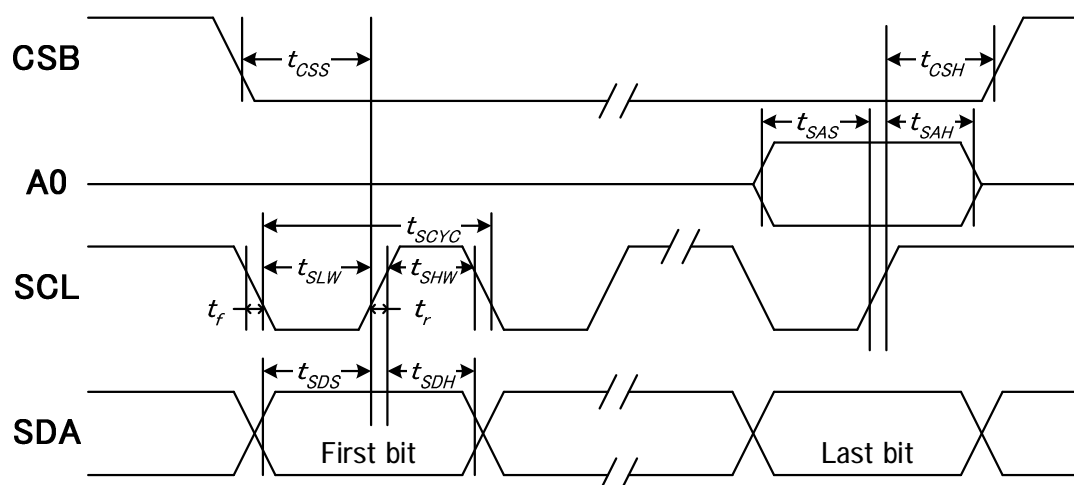 CSB
tCSS
tCSH
tSAS
tSAH
A0
tSCYC
SCL
tSLW
tSHW
tf
tr
tSDS
tSDH
SDA
First bit
Last bit